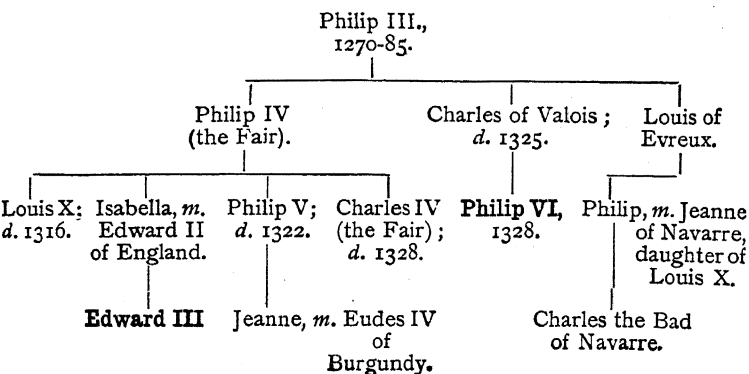 Philip III.,
1270-85.
Philip IV
(the Fair).
Charles of Valois ;
d. 1325.
Louis of
Evreux.
Louis X;
d. 1316.
Isabella, m.
Edward II
of England.
Philip V;
d. 1322.
Charles IV
(the Fair) ;
d. 1328.
Philip VI,
1328.
Philip, m. Jeanne
of Navarre,
daughter of
Louis X.
Edward III
Jeanne, m. Eudes IV
of
Burgundy.
Charles the Bad
of Navarre.